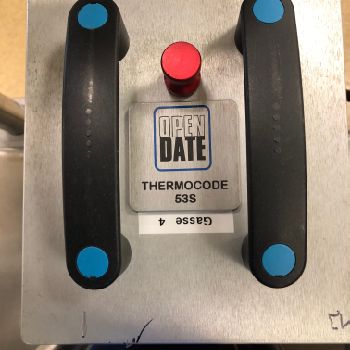 OPEN
DATE
THERMOCODE
53S
Gasse 4